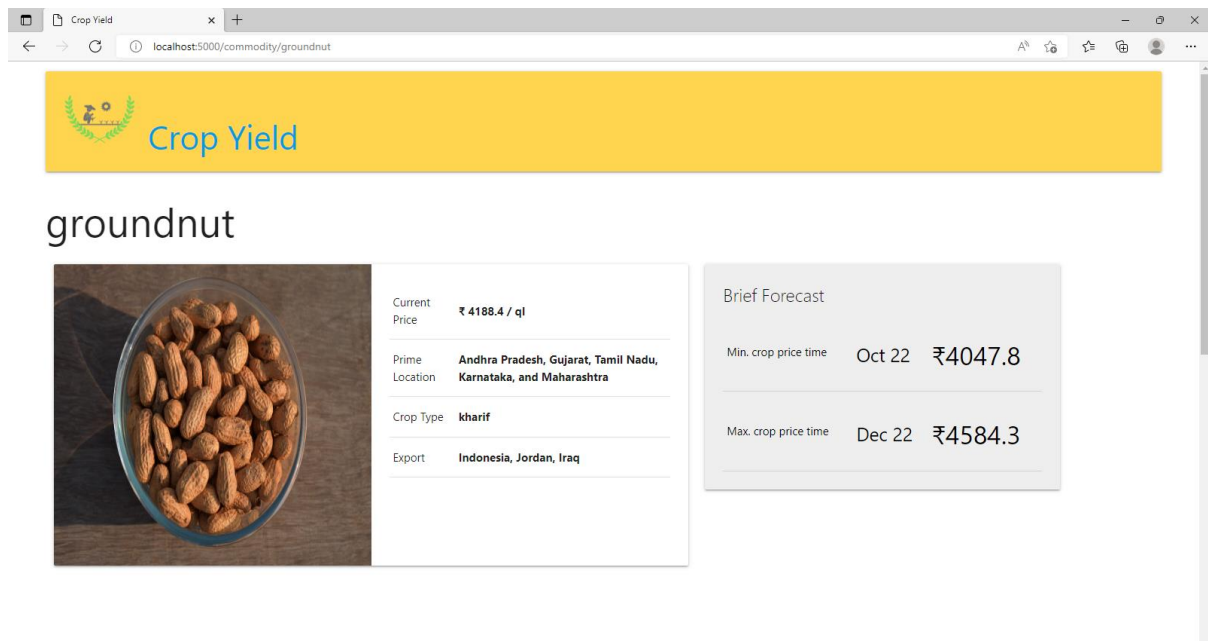 Crop Yield
localhost:5000/commodity/groundnut
Crop Yield
groundnut
Current
Price
₹ 4188.4 / ql
Prime
Location
Andhra Pradesh, Gujarat, Tamil Nadu,
Karnataka, and Maharashtra
Crop Type kharif
Export Indonesia, Jordan, Iraq
Brief Forecast
Min. crop price time Oct 22 ₹4047.8
Max. crop price time Dec 22 ₹4584.3